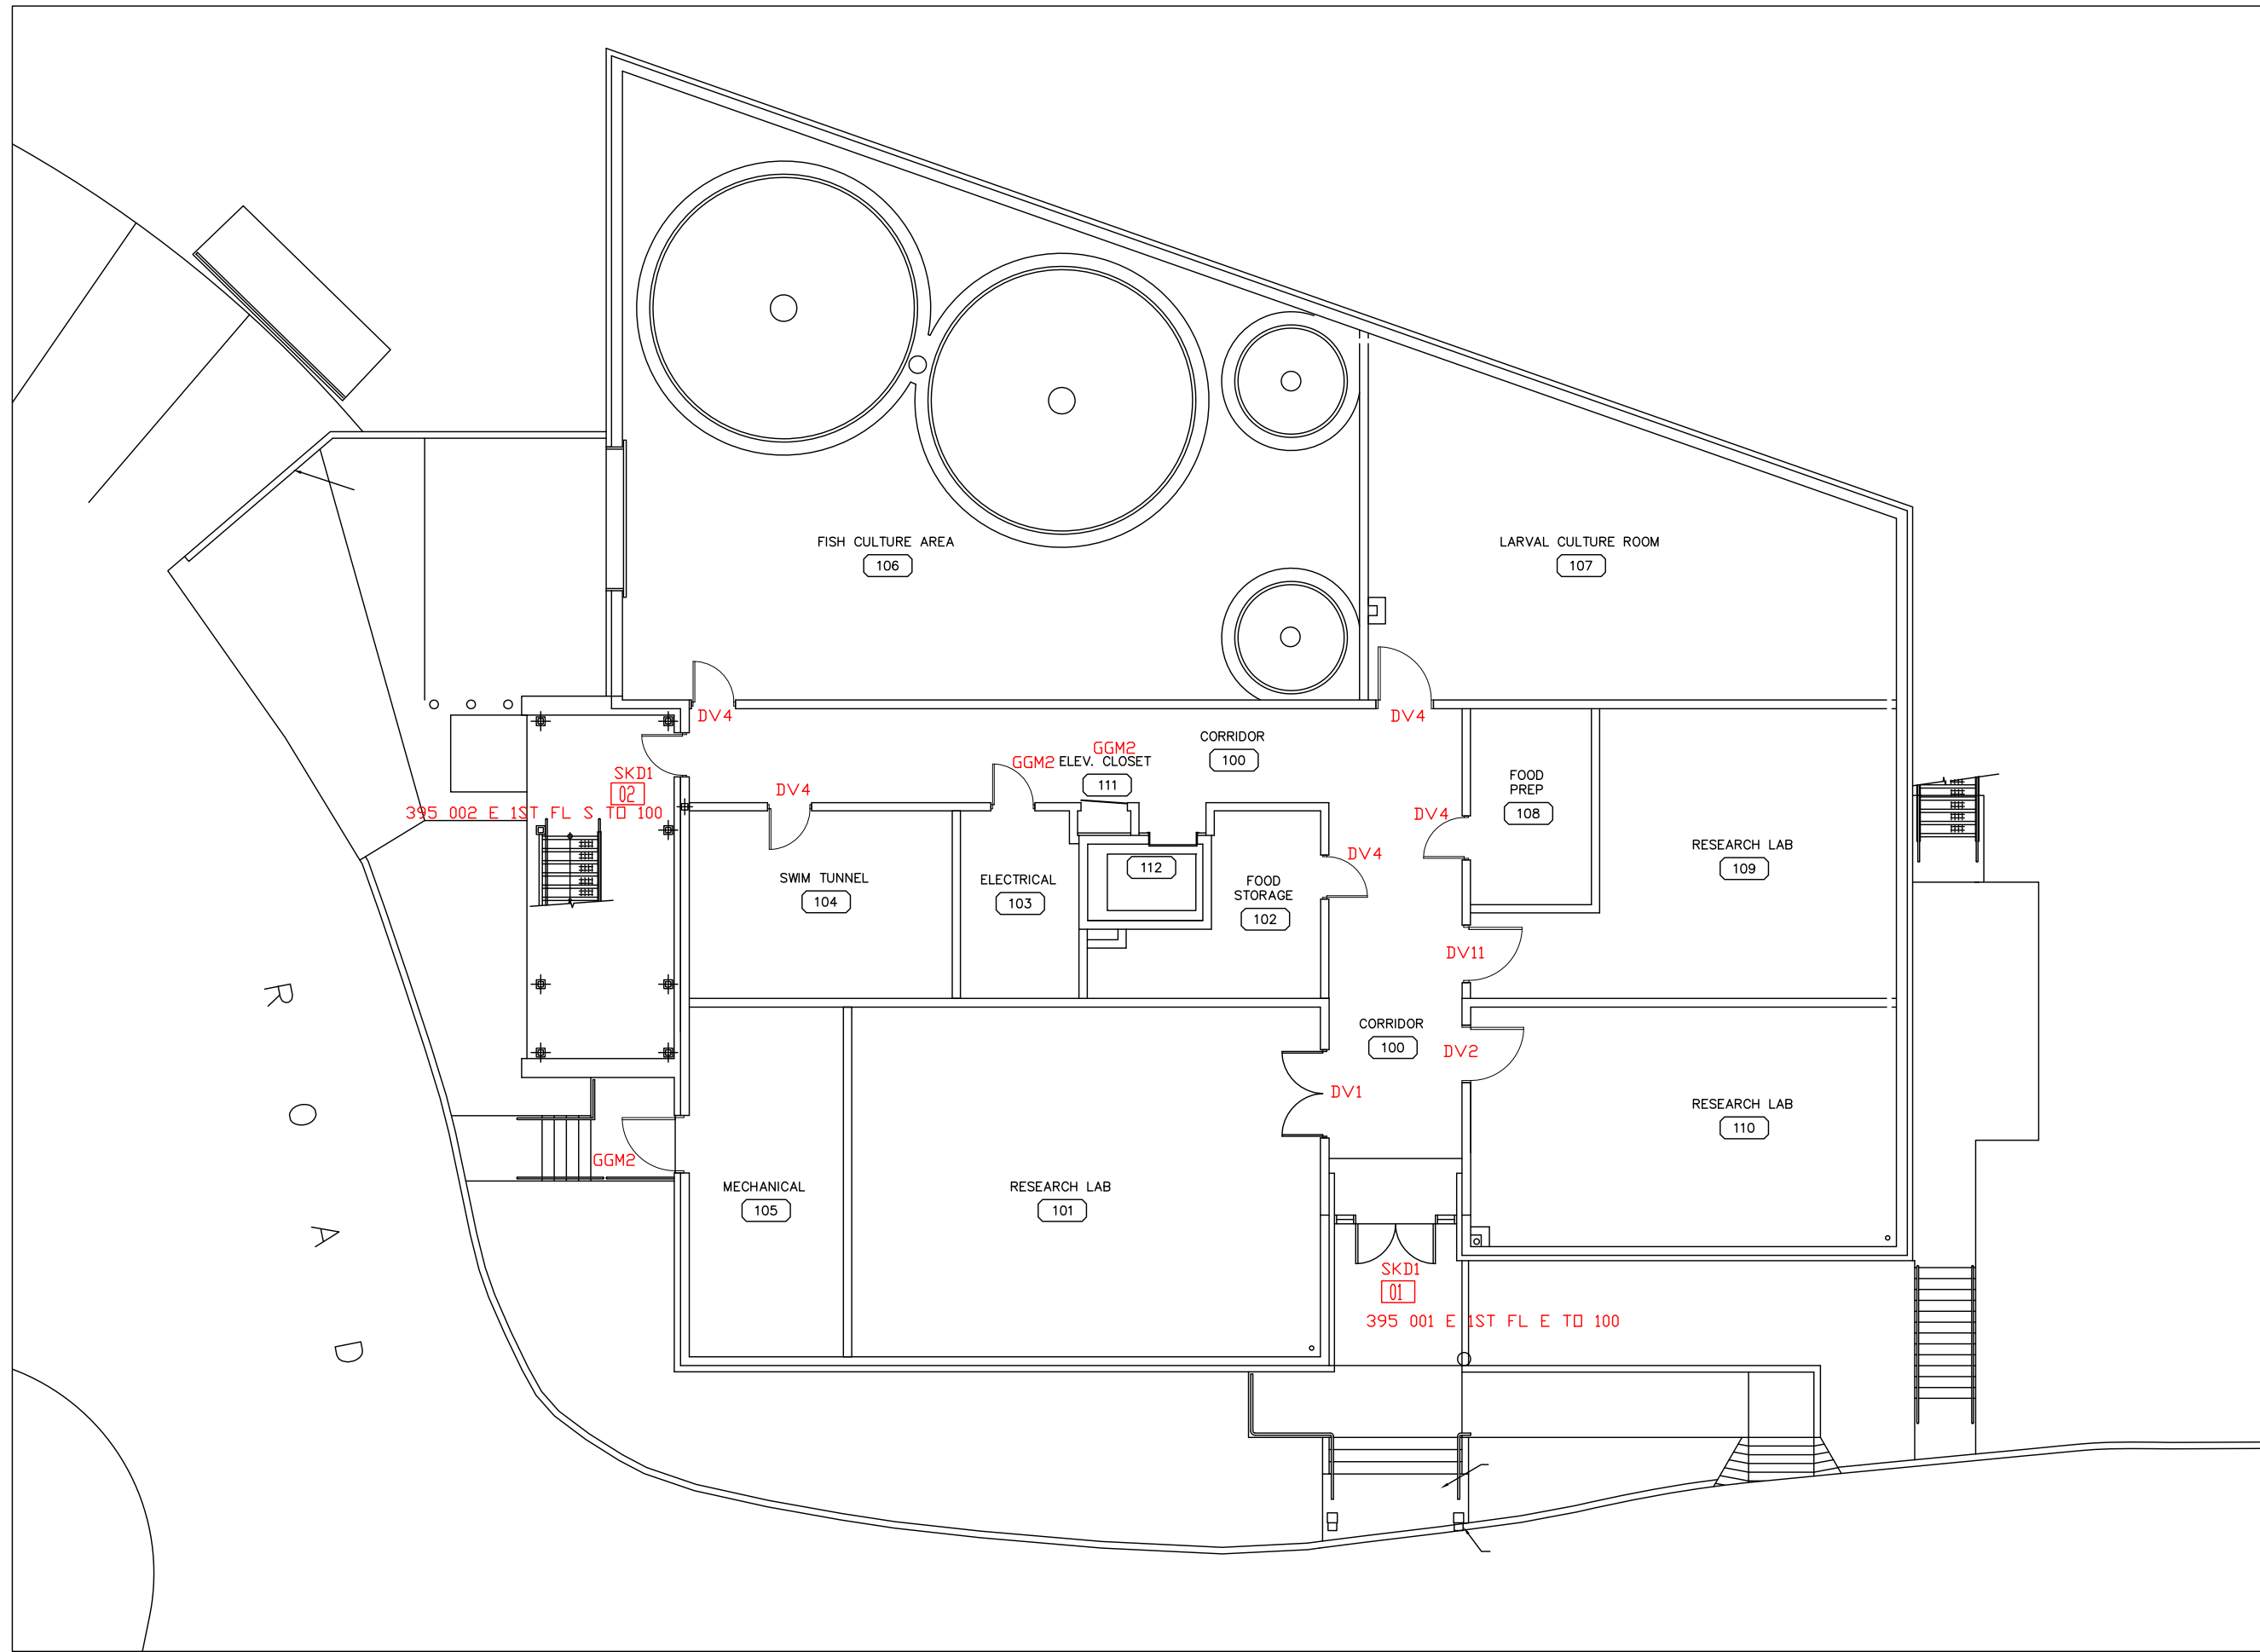 FISH CULTURE AREA
106
LARVAL CULTURE ROOM
107
DV4
DV4
CORRIDOR
100
GGM2
GGM2
ELEV. CLOSET
111
SKD1
02
395 002 E 1ST FL S TO 100
DV4
FOOD
PREP
108
DV4
DV4
RESEARCH LAB
109
SWIM TUNNEL
104
ELECTRICAL
103
112
FOOD
STORAGE
102
DV11
CORRIDOR
100
DV2
DV1
RESEARCH LAB
110
GGM2
MECHANICAL
105
RESEARCH LAB
101
SKD1
01
395 001 E 1ST FL E TO 100
ROAD